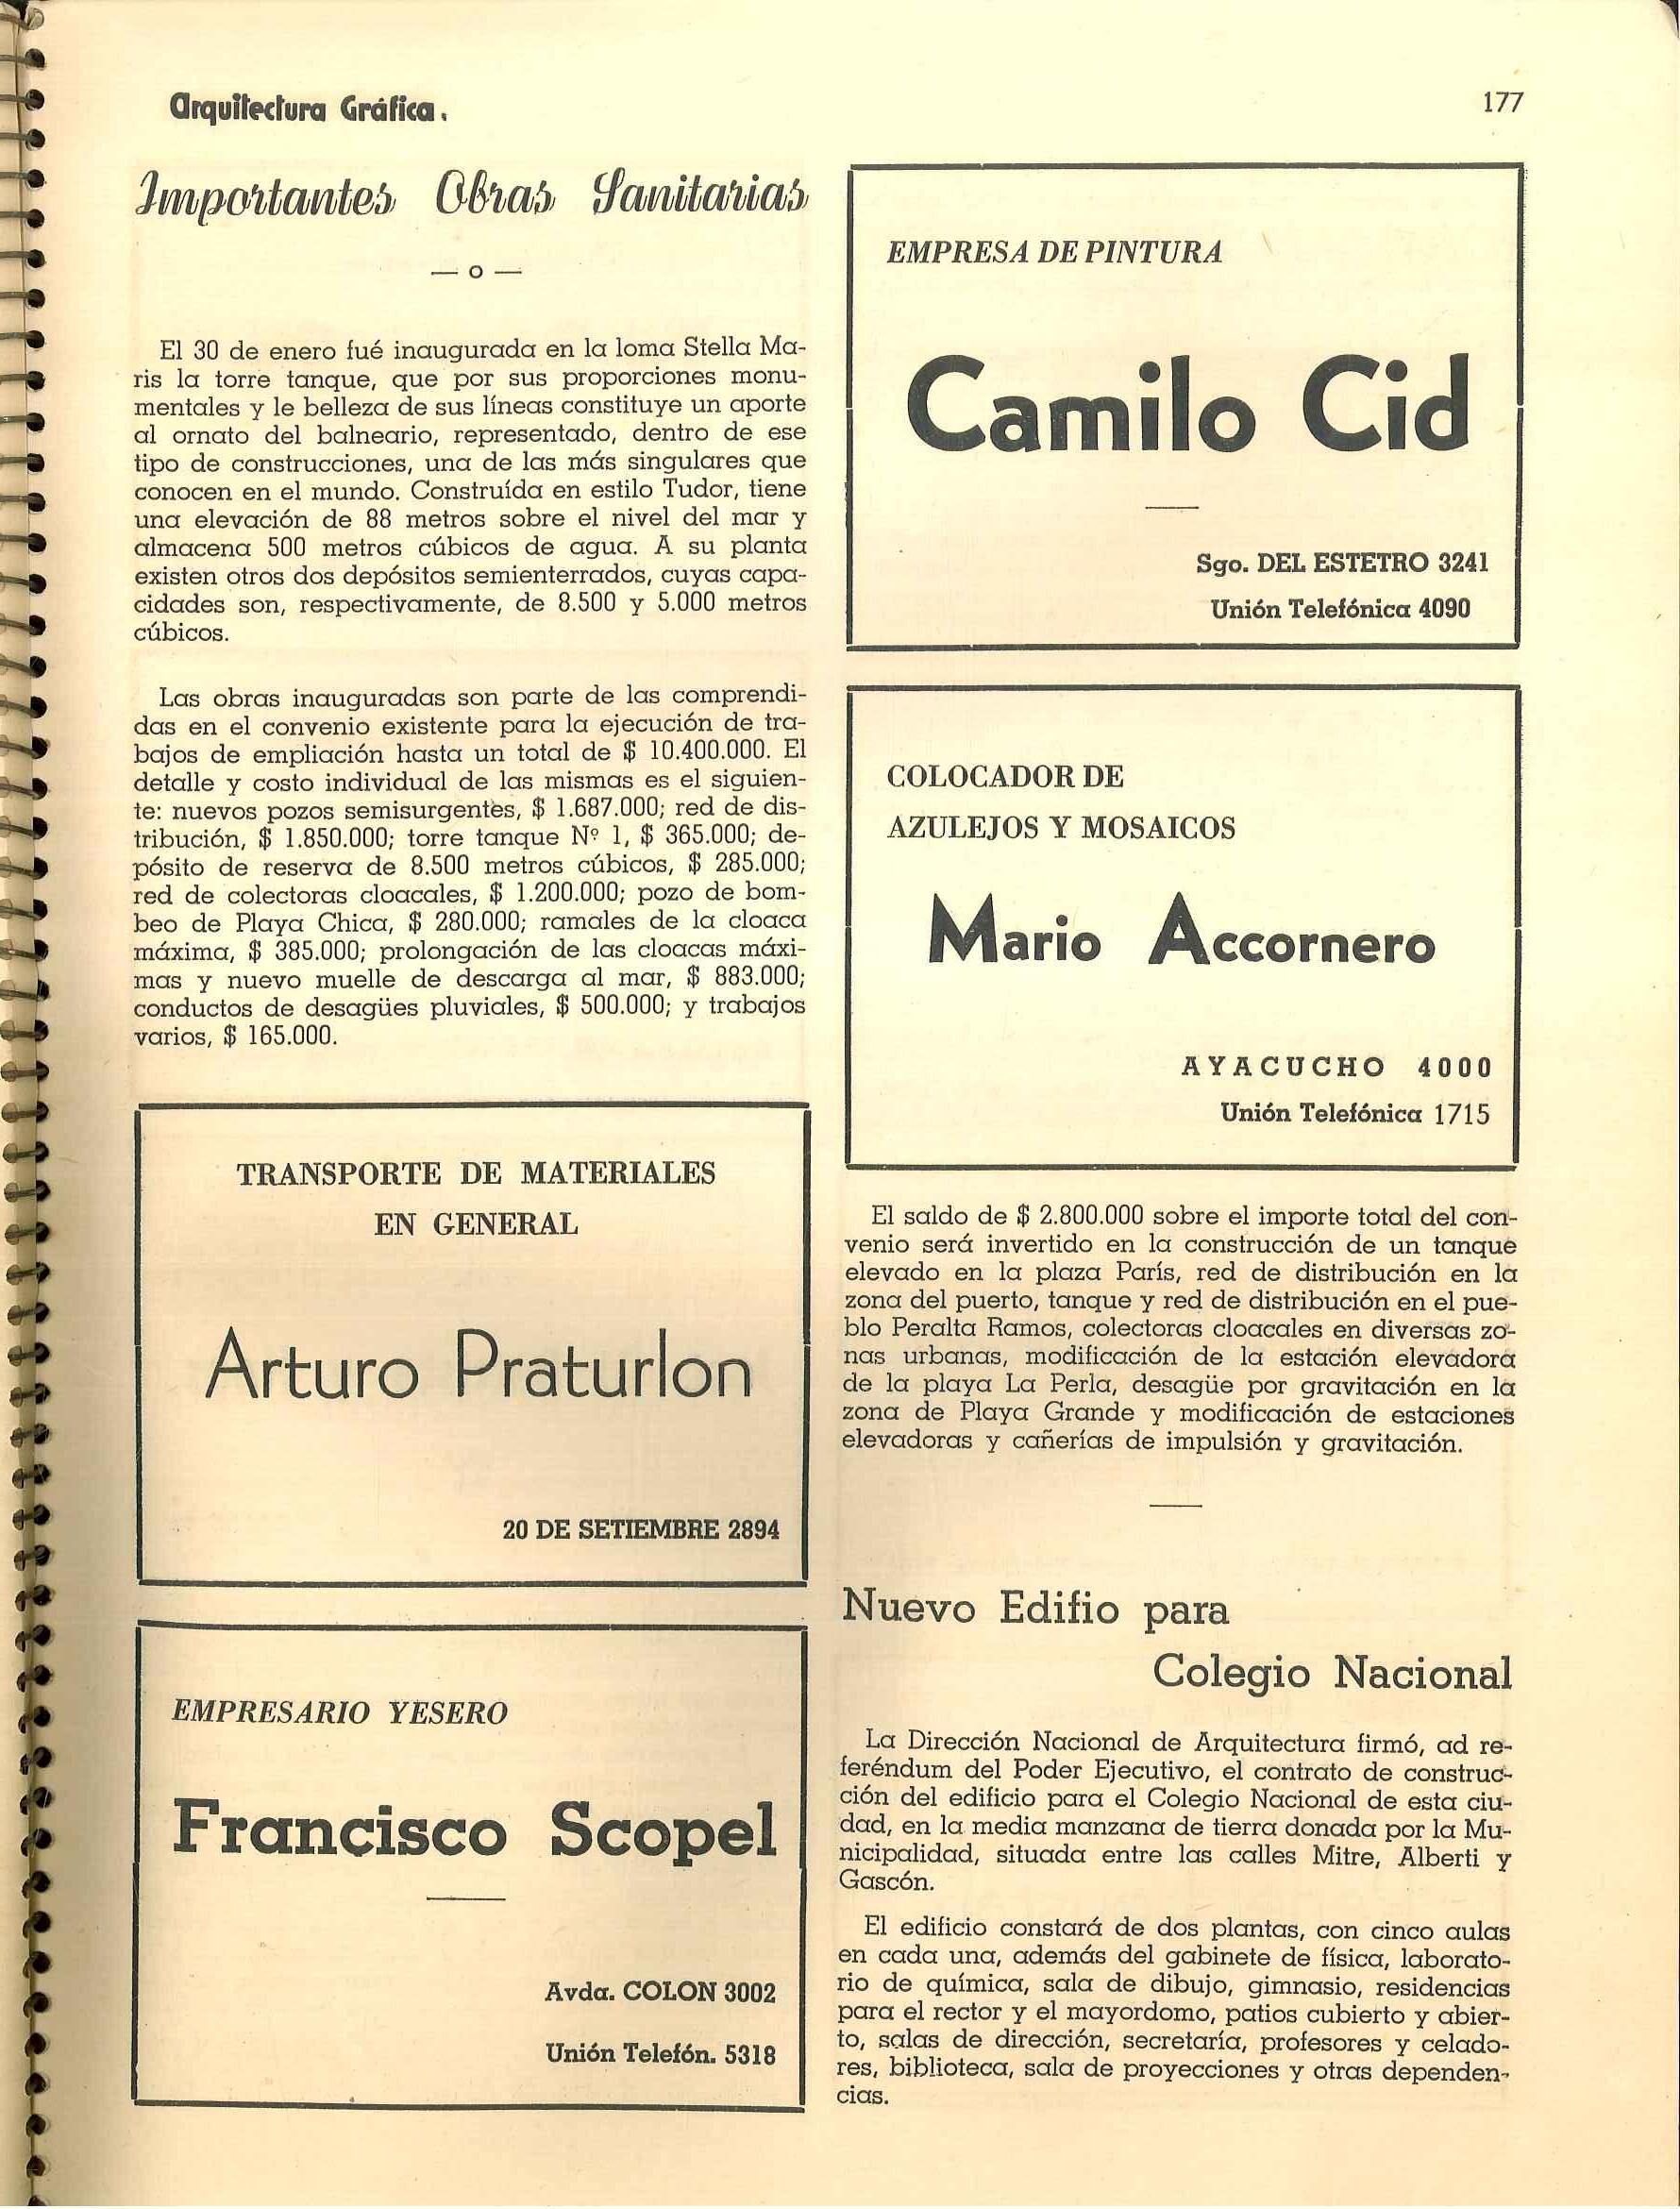 Arquitectura Gráfica.
177
Importantes Obras Sanitarias
— o —
El 30 de enero fué inaugurada en la loma Stella Ma-
ris la torre tanque, que por sus proporciones monu-
mentales y le belleza de sus líneas constituye un aporte
al ornato del balneario, representado, dentro de ese
tipo de construcciones, una de las más singulares que
conocen en el mundo. Construída en estilo Tudor, tiene
una elevación de 88 metros sobre el nivel del mar y
almacena 500 metros cúbicos de agua. A su planta
existen otros dos depósitos semienterrados, cuyas capa-
cidades son, respectivamente, de 8.500 y 5.000 metros
cúbicos.
Las obras inauguradas son parte de las comprendi-
das en el convenio existente para la ejecución de tra-
bajos de empliación hasta un total de $ 10.400.000. El
detalle y costo individual de las mismas es el siguien-
te: nuevos pozos semisurgentes, $ 1.687.000; red de dis-
tribución, $ 1.850.000; torre tanque Nº 1, $ 365.000; de-
pósito de reserva de 8.500 metros cúbicos, $ 285.000;
red de colectoras cloacales, $ 1.200.000; pozo de bom-
beo de Playa Chica, $ 280.000; ramales de la cloaca
máxima, $ 385.000; prolongación de las cloacas máxi-
mas y nuevo muelle de descarga al mar, $ 883.000;
conductos de desagües pluviales, $ 500.000; y trabajos
varios, $ 165.000.
TRANSPORTE DE MATERIALES
EN GENERAL
Arturo Praturlon
20 DE SETIEMBRE 2894
EMPRESARIO YESERO
Francisco Scopel
Avda. COLON 3002
Unión Telefón. 5318
EMPRESA DE PINTURA
Camilo Cid
Sgo. DEL ESTETRO 3241
Unión Telefónica 4090
COLOCADOR DE
AZULEJOS Y MOSAICOS
Mario Accornero
AYACUCHO 4000
Unión Telefónica 1715
El saldo de $ 2.800.000 sobre el importe total del con-
venio será invertido en la construcción de un tanque
elevado en la plaza París, red de distribución en la
zona del puerto, tanque y red de distribución en el pue-
blo Peralta Ramos, colectoras cloacales en diversas zo-
nas urbanas, modificación de la estación elevadora
de la playa La Perla, desagüe por gravitación en la
zona de Playa Grande y modificación de estaciones
elevadoras y cañerías de impulsión y gravitación.
Nuevo Edifio para
Colegio Nacional
La Dirección Nacional de Arquitectura firmó, ad re-
feréndum del Poder Ejecutivo, el contrato de construc-
ción del edificio para el Colegio Nacional de esta ciu-
dad, en la media manzana de tierra donada por la Mu-
nicipalidad, situada entre las calles Mitre, Alberti y
Gascón.
El edificio constará de dos plantas, con cinco aulas
en cada una, además del gabinete de física, laborato-
rio de química, sala de dibujo, gimnasio, residencias
para el rector y el mayordomo, patios cubierto y abier-
to, salas de dirección, secretaría, profesores y celado-
res, biblioteca, sala de proyecciones y otras dependen-
cias.